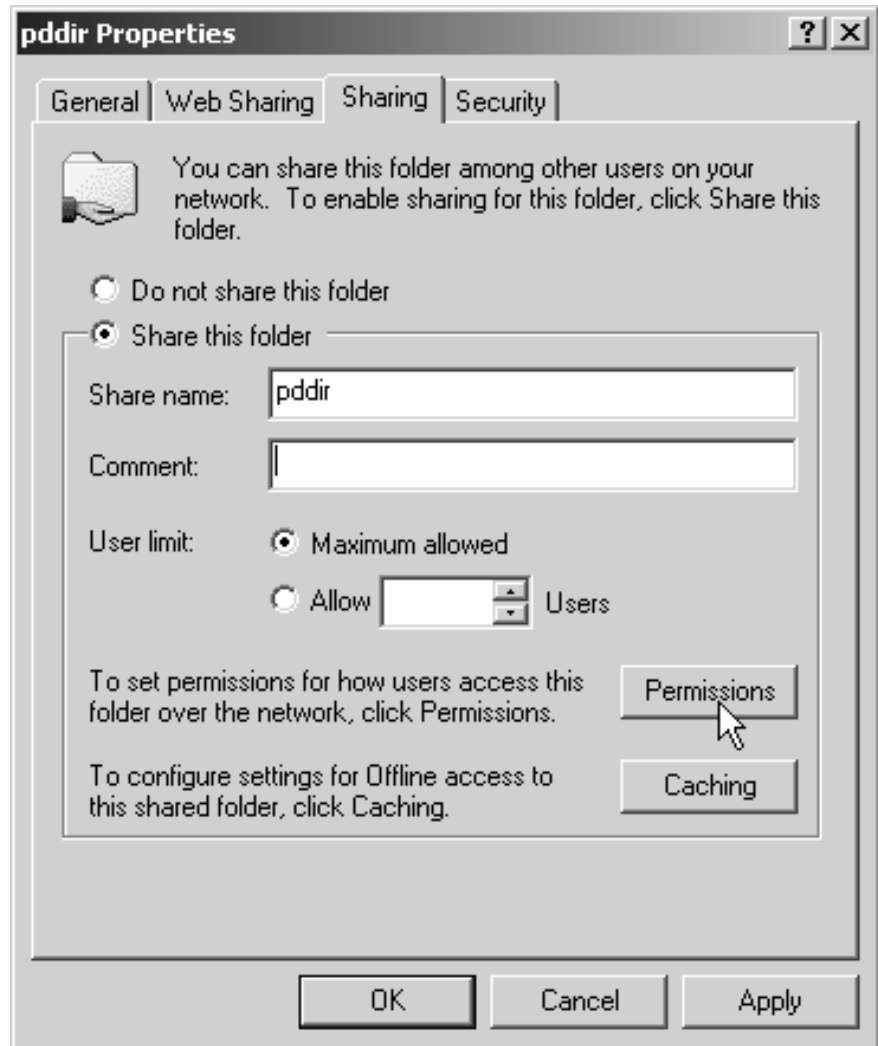 pddir Properties
General Web Sharing Sharing Security
You can share this folder among other users on your
network. To enable sharing for this folder, click Share this
folder.
Do not share this folder
Share this folder
Share name: pddir
Comment:
User limit: Maximum allowed
Allow Users
To set permissions for how users access this
folder over the network, click Permissions.
Permissions
To configure settings for Offline access to
this shared folder, click Caching.
Caching
OK Cancel Apply